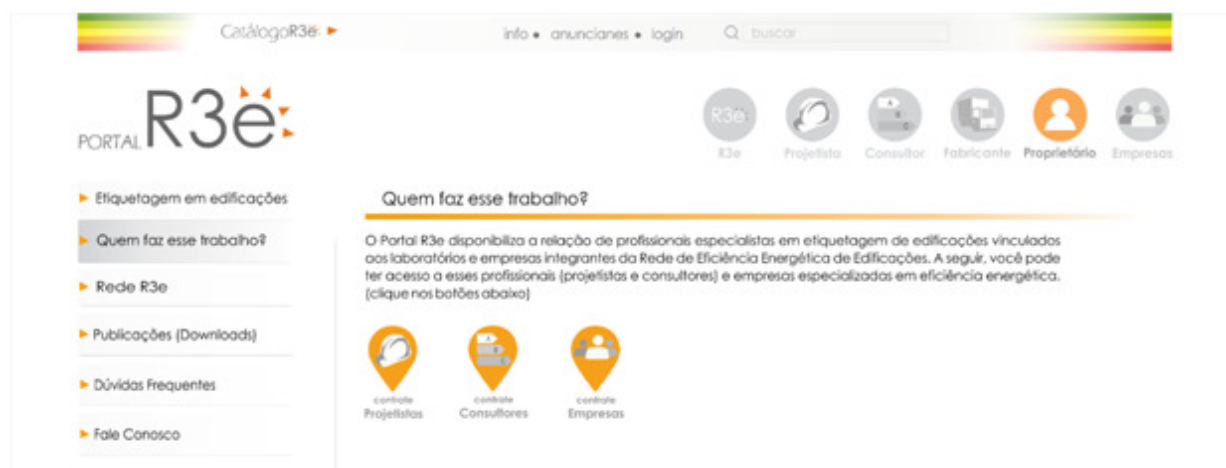 CatálogoR3ë
info • anuncianes • login
buscar
PORTAL R3ë
R3ë
R3e
Projetista
A
Consultor
Fabricante
Proprietário
Empresas
Etiquetagem em edificações
Quem faz esse trabalho?
Rede R3e
Publicações (Downloads)
Dúvidas Frequentes
Fale Conosco
Quem faz esse trabalho?
O Portal R3e disponibiliza a relação de profissionais especialistas em etiquetagem de edificações vinculados
aos laboratórios e empresas integrantes da Rede de Eficiência Energética de Edificações. A seguir, você pode
ter acesso a esses profissionais (projetistas e consultores) e empresas especializadas em eficiência energética.
(clique nos botões abaixo)
contrate
Projetistas
A
contrate
Consultores
contrate
Empresas